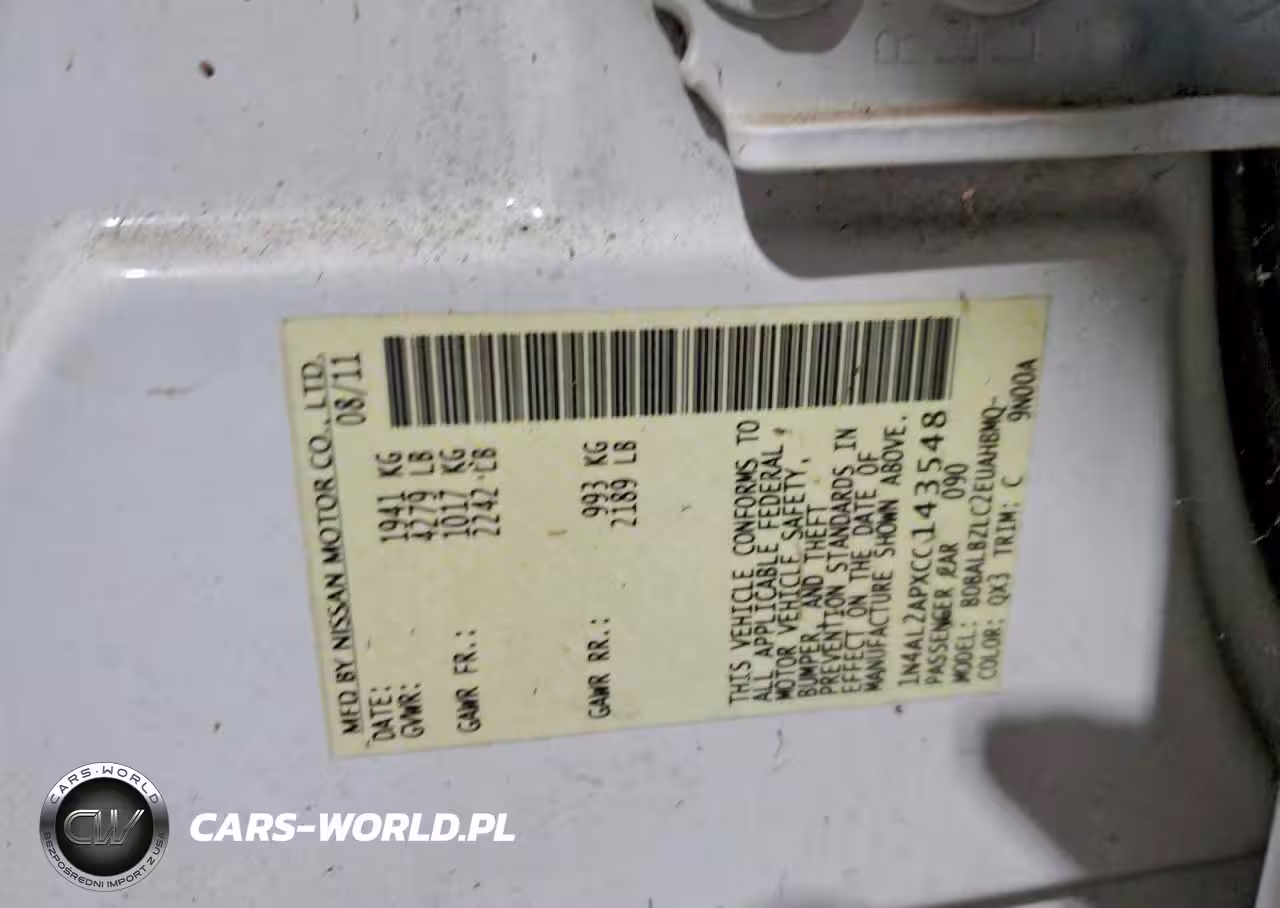 MFD BY NISSAN MOTOR CO., LTD.
DATE: 08/11
GVWR: 1941 KG
4279 LB
GAWR FR.: 1017 KG
2242 LB
GAWR RR.: 993 KG
2189 LB
THIS VEHICLE CONFORMS TO
ALL APPLICABLE FEDERAL
MOTOR VEHICLE SAFETY,
BUMPER, AND THEFT
PREVENTION STANDARDS IN
EFFECT ON THE DATE OF
MANUFACTURE SHOWN ABOVE.
1N4AL2APXCC143548
PASSENGER CAR 090
MODEL: BDBALBZLC2EUAHBMQ-
COLOR: QX3 TRIM: C 9N00A
CARS-WORLD
CW
BEZPOŚREDNI IMPORT Z USA
CARS-WORLD.PL